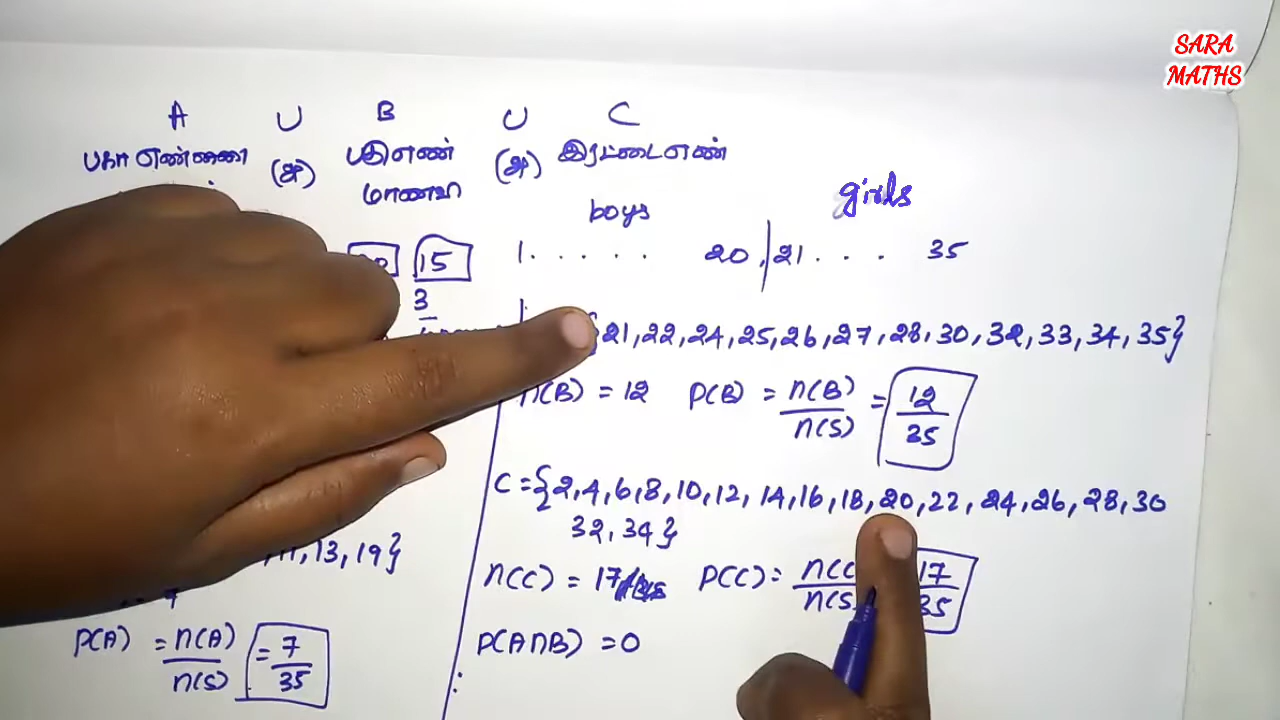 SARA
MATHS
A U B U C
பகா எண்ணை (அ) பகுஎண் (அ) இரட்டைஎண்
மாணவி
boys girls
1 . . . . . 20, | 21 . . . 35
15
3
{21, 22, 24, 25, 26, 27, 28, 30, 32, 33, 34, 35}
n(B) = 12 P(B) = n(B)/n(S) = 12/35
C = {2, 4, 6, 8, 10, 12, 14, 16, 18, 20, 22, 24, 26, 28, 30
32, 34}
11, 13, 19}
n(C) = 17 P(C) = n(C/n(S = 17/35
P(A) = n(A)/n(S) = 7/35
P(A∩B) = 0